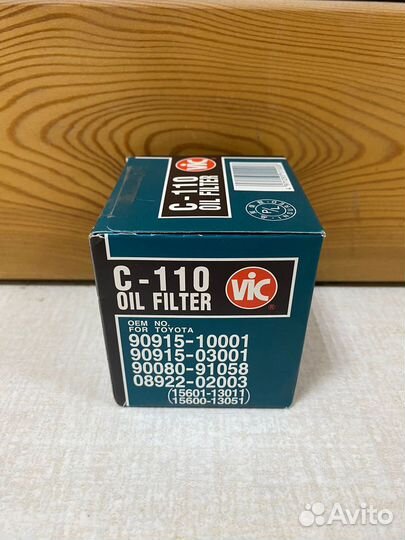 C-110
OIL FILTER
VIC
C-110
OIL FILTER
VIC
®
OEM NO.
FOR TOYOTA
90915-10001
90915-03001
90080-91058
08922-02003
(15601-13011)
(15600-13051)
Avito